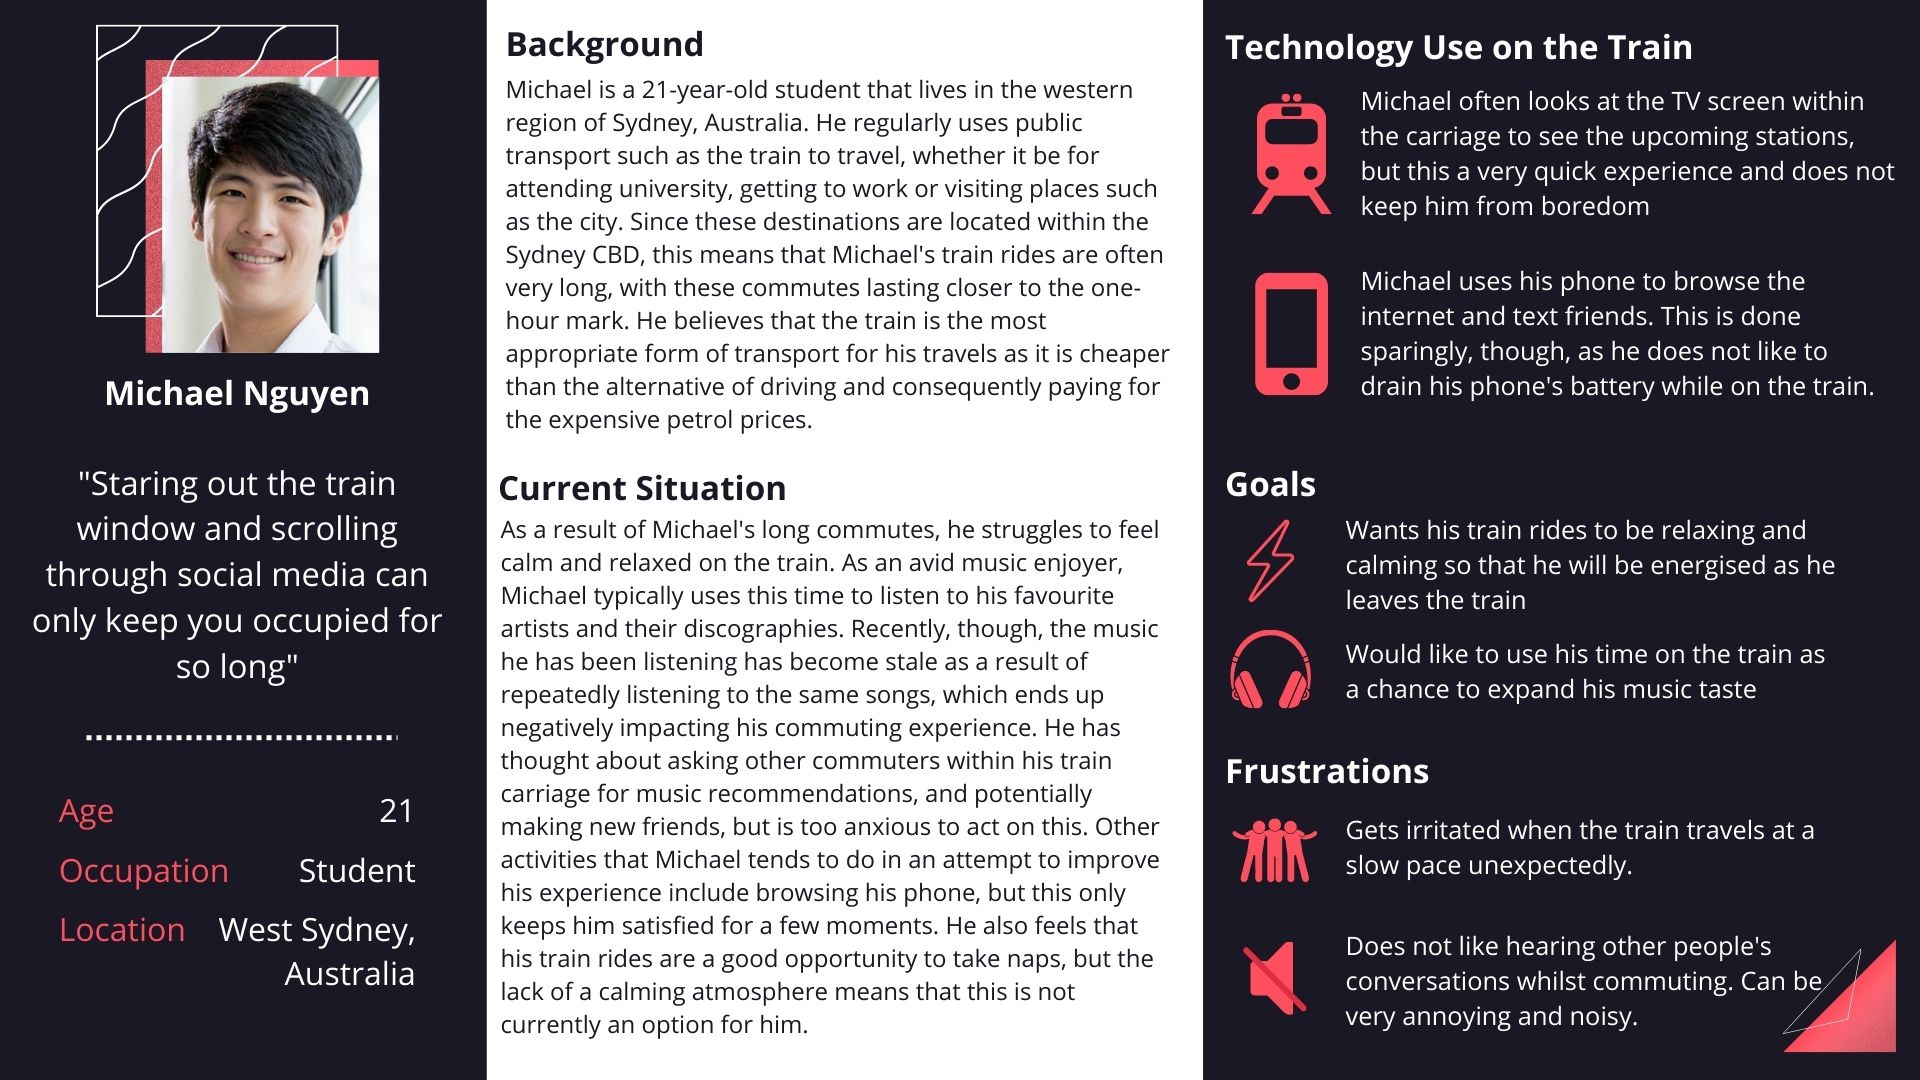 Michael Nguyen
"Staring out the train
window and scrolling
through social media can
only keep you occupied for
so long"
Age 21
Occupation Student
Location West Sydney,
Australia
Background
Michael is a 21-year-old student that lives in the western
region of Sydney, Australia. He regularly uses public
transport such as the train to travel, whether it be for
attending university, getting to work or visiting places such
as the city. Since these destinations are located within the
Sydney CBD, this means that Michael's train rides are often
very long, with these commutes lasting closer to the one-
hour mark. He believes that the train is the most
appropriate form of transport for his travels as it is cheaper
than the alternative of driving and consequently paying for
the expensive petrol prices.
Current Situation
As a result of Michael's long commutes, he struggles to feel
calm and relaxed on the train. As an avid music enjoyer,
Michael typically uses this time to listen to his favourite
artists and their discographies. Recently, though, the music
he has been listening has become stale as a result of
repeatedly listening to the same songs, which ends up
negatively impacting his commuting experience. He has
thought about asking other commuters within his train
carriage for music recommendations, and potentially
making new friends, but is too anxious to act on this. Other
activities that Michael tends to do in an attempt to improve
his experience include browsing his phone, but this only
keeps him satisfied for a few moments. He also feels that
his train rides are a good opportunity to take naps, but the
lack of a calming atmosphere means that this is not
currently an option for him.
Technology Use on the Train
Michael often looks at the TV screen within
the carriage to see the upcoming stations,
but this a very quick experience and does not
keep him from boredom
Michael uses his phone to browse the
internet and text friends. This is done
sparingly, though, as he does not like to
drain his phone's battery while on the train.
Goals
Wants his train rides to be relaxing and
calming so that he will be energised as he
leaves the train
Would like to use his time on the train as
a chance to expand his music taste
Frustrations
Gets irritated when the train travels at a
slow pace unexpectedly.
Does not like hearing other people's
conversations whilst commuting. Can be
very annoying and noisy.